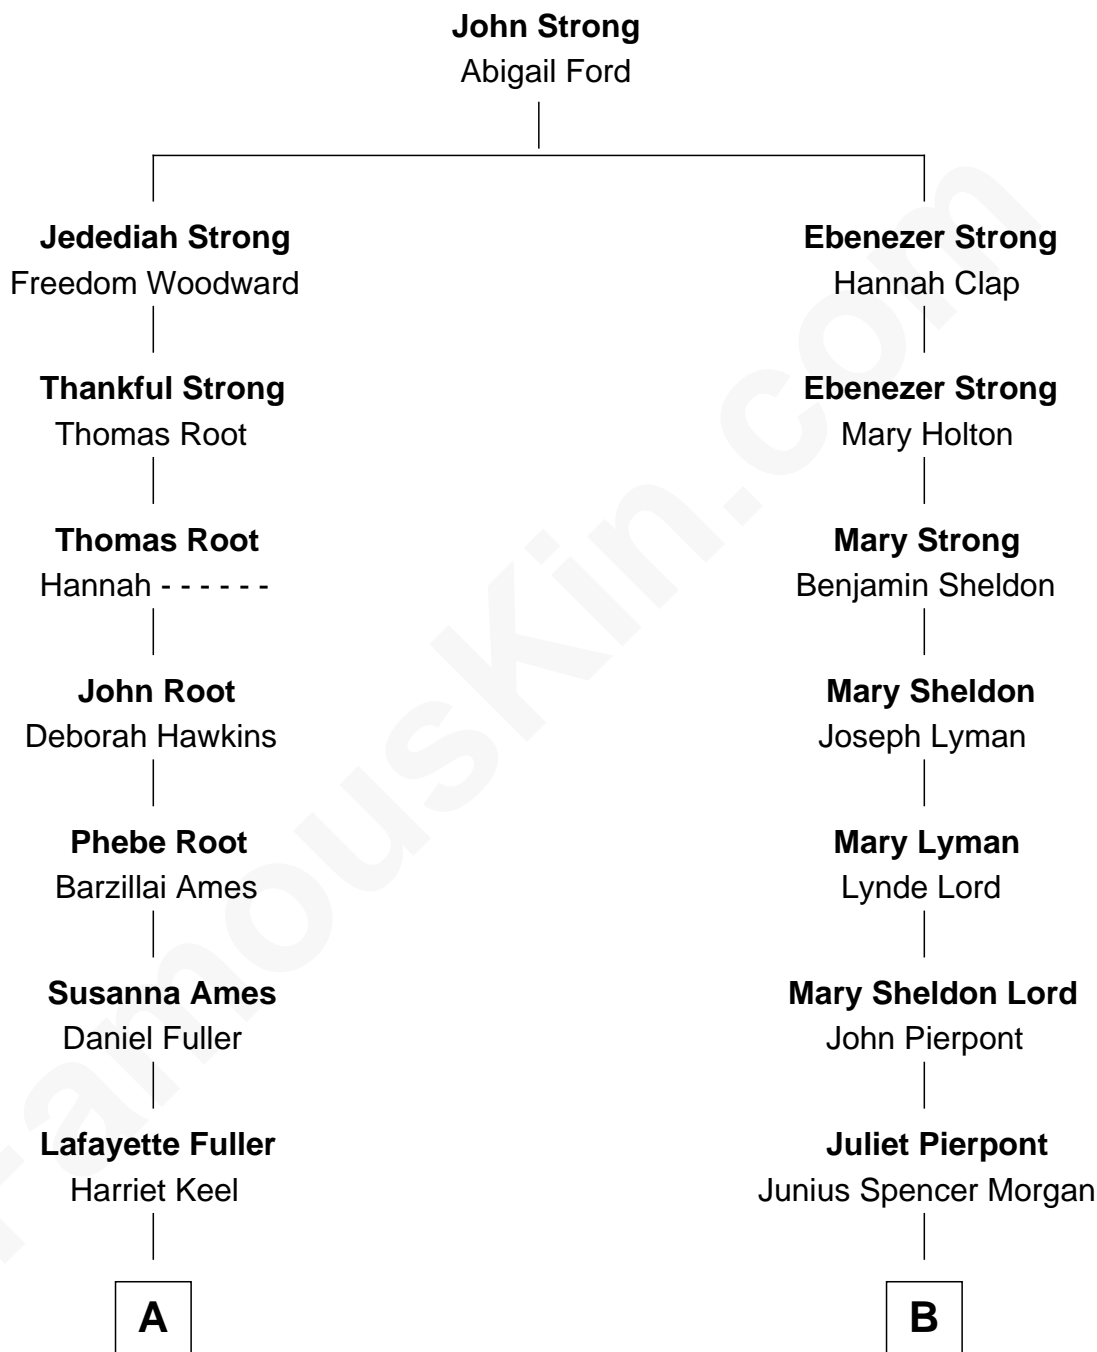 John Strong
Abigail Ford
Jedediah Strong
Freedom Woodward
Thankful Strong
Thomas Root
Thomas Root
Hannah - - - - - -
John Root
Deborah Hawkins
Phebe Root
Barzillai Ames
Susanna Ames
Daniel Fuller
Lafayette Fuller
Harriet Keel
A
Ebenezer Strong
Hannah Clap
Ebenezer Strong
Mary Holton
Mary Strong
Benjamin Sheldon
Mary Sheldon
Joseph Lyman
Mary Lyman
Lynde Lord
Mary Sheldon Lord
John Pierpont
Juliet Pierpont
Junius Spencer Morgan
B
FamousKin.com